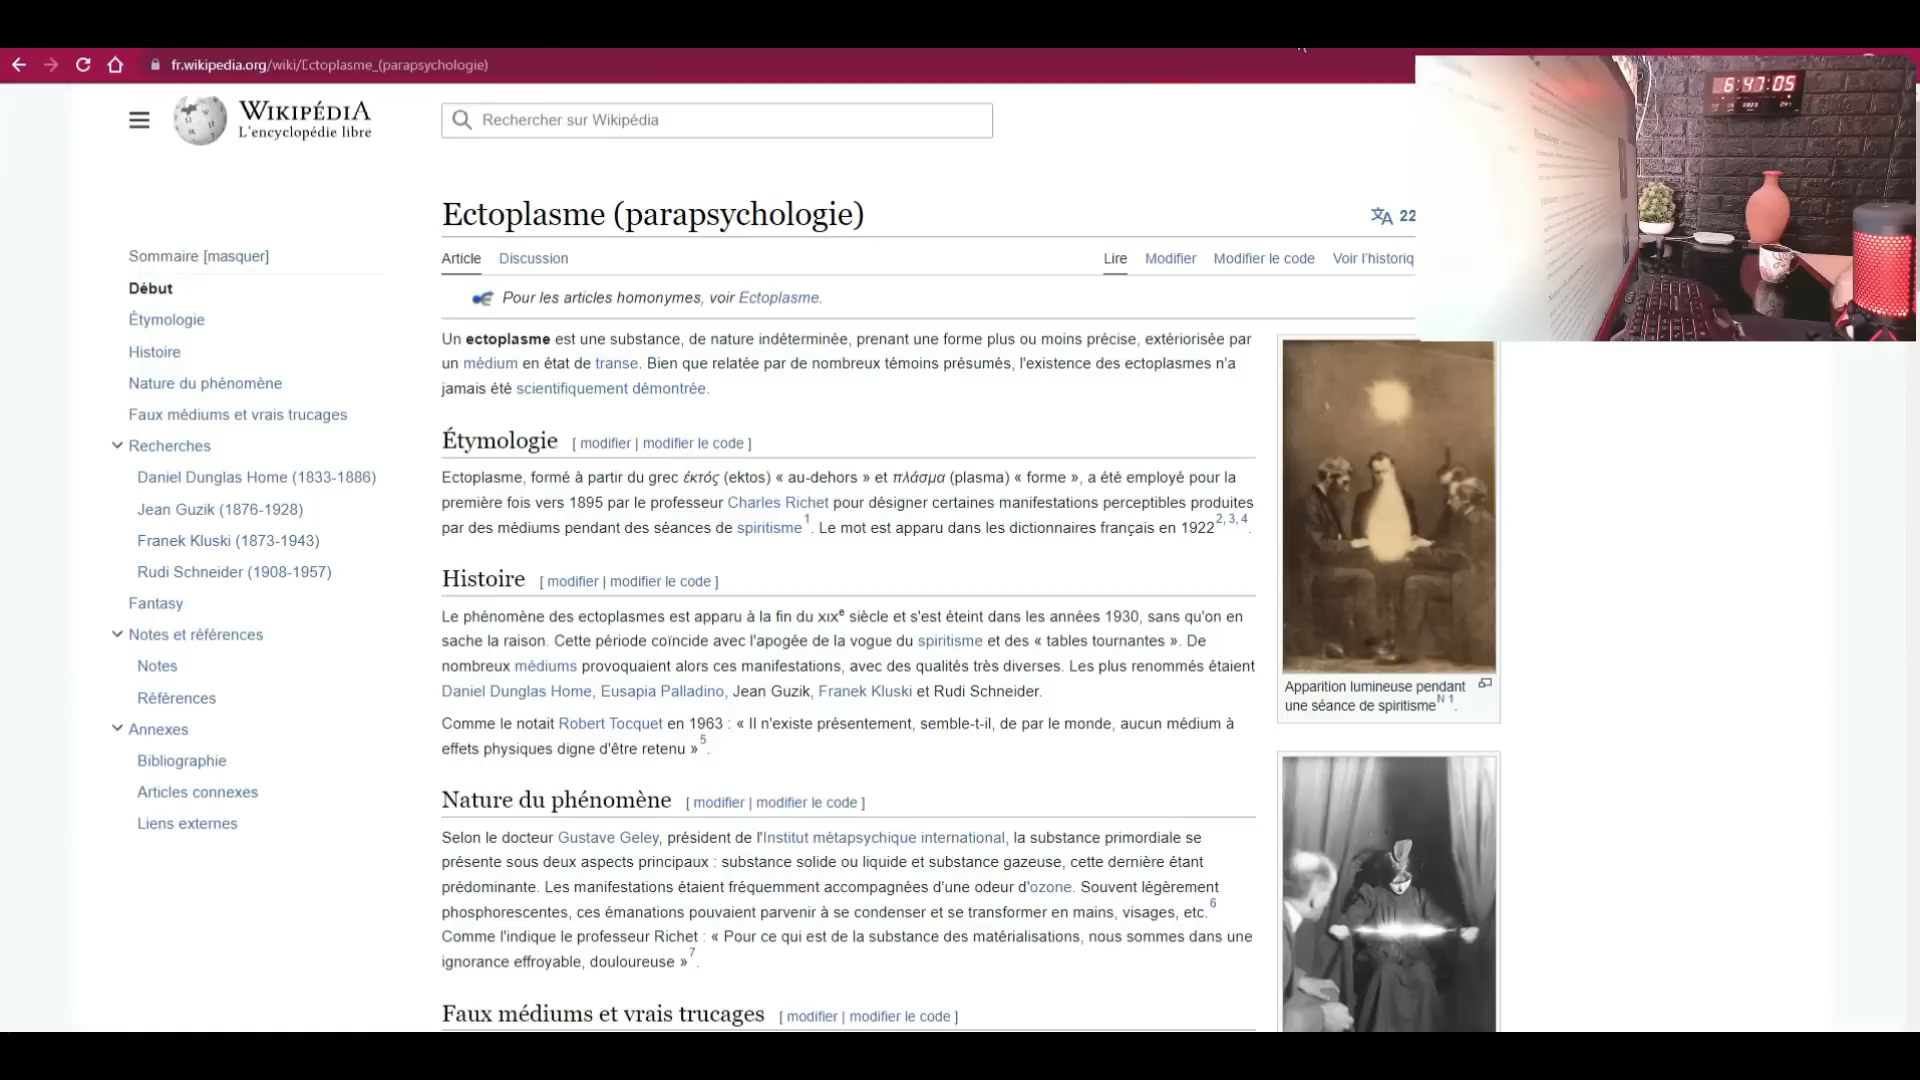 fr.wikipedia.org/wiki/Ectoplasme_(parapsychologie)
WIKIPÉDIA
L'encyclopédie libre
Rechercher sur Wikipédia
6:47:05
Ectoplasme (parapsychologie)
22
Article Discussion
Lire Modifier Modifier le code Voir l'historiq
Pour les articles homonymes, voir Ectoplasme.
Sommaire [masquer]
Début
Étymologie
Histoire
Nature du phénomène
Faux médiums et vrais trucages
Recherches
Daniel Dunglas Home (1833-1886)
Jean Guzik (1876-1928)
Franek Kluski (1873-1943)
Rudi Schneider (1908-1957)
Fantasy
Notes et références
Notes
Références
Annexes
Bibliographie
Articles connexes
Liens externes
Un ectoplasme est une substance, de nature indéterminée, prenant une forme plus ou moins précise, extériorisée par
un médium en état de transe. Bien que relatée par de nombreux témoins présumés, l'existence des ectoplasmes n'a
jamais été scientifiquement démontrée.
Étymologie [ modifier | modifier le code ]
Ectoplasme, formé à partir du grec ἐκτός (ektos) « au-dehors » et πλάσμα (plasma) « forme », a été employé pour la
première fois vers 1895 par le professeur Charles Richet pour désigner certaines manifestations perceptibles produites
par des médiums pendant des séances de spiritisme 1. Le mot est apparu dans les dictionnaires français en 1922 2, 3, 4.
Histoire [ modifier | modifier le code ]
Le phénomène des ectoplasmes est apparu à la fin du XIXe siècle et s'est éteint dans les années 1930, sans qu'on en
sache la raison. Cette période coïncide avec l'apogée de la vogue du spiritisme et des « tables tournantes ». De
nombreux médiums provoquaient alors ces manifestations, avec des qualités très diverses. Les plus renommés étaient
Daniel Dunglas Home, Eusapia Palladino, Jean Guzik, Franek Kluski et Rudi Schneider.
Comme le notait Robert Tocquet en 1963 : « Il n'existe présentement, semble-t-il, de par le monde, aucun médium à
effets physiques digne d'être retenu » 5.
Nature du phénomène [ modifier | modifier le code ]
Selon le docteur Gustave Geley, président de l'Institut métapsychique international, la substance primordiale se
présente sous deux aspects principaux : substance solide ou liquide et substance gazeuse, cette dernière étant
prédominante. Les manifestations étaient fréquemment accompagnées d'une odeur d'ozone. Souvent légèrement
phosphorescentes, ces émanations pouvaient parvenir à se condenser et se transformer en mains, visages, etc. 6
Comme l'indique le professeur Richet : « Pour ce qui est de la substance des matérialisations, nous sommes dans une
ignorance effroyable, douloureuse » 7.
Faux médiums et vrais trucages [ modifier | modifier le code ]
Apparition lumineuse pendant
une séance de spiritisme N 1.